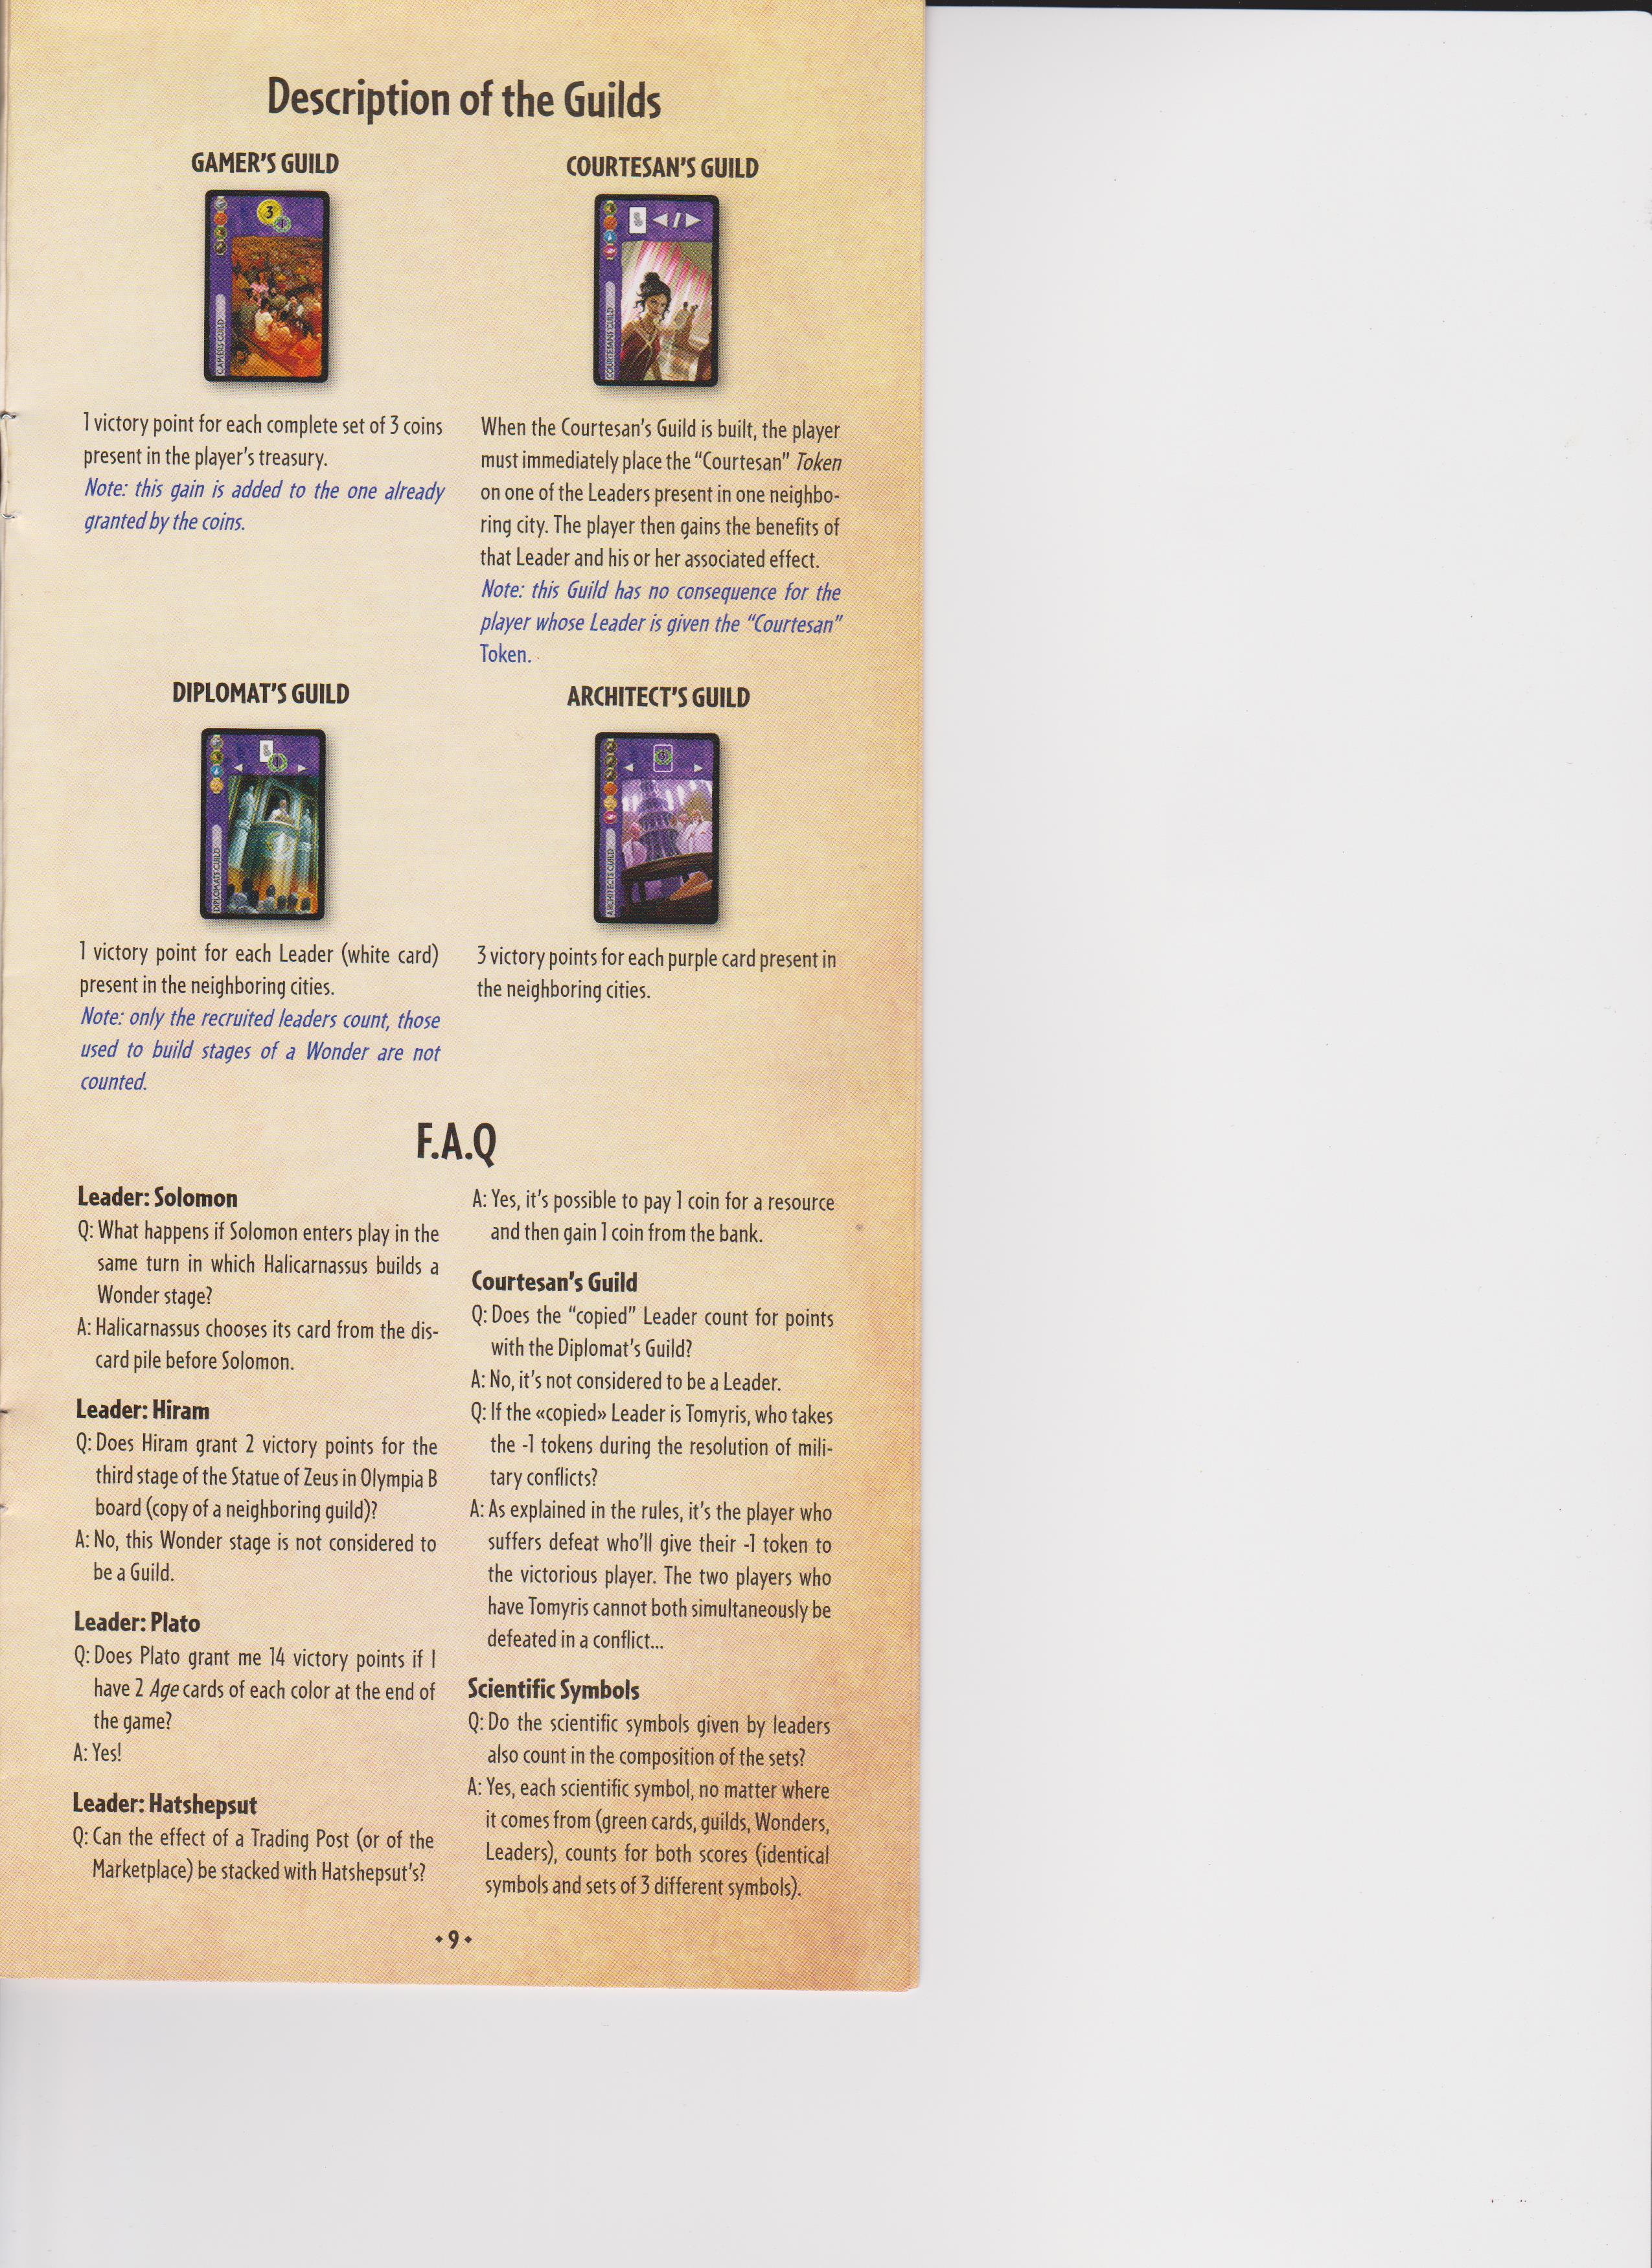 Description of the Guilds
GAMER'S GUILD
3
GAMERS GUILD
1 victory point for each complete set of 3 coins
present in the player's treasury.
Note: this gain is added to the one already
granted by the coins.
COURTESAN'S GUILD
COURTESANS GUILD
When the Courtesan's Guild is built, the player
must immediately place the “Courtesan” Token
on one of the Leaders present in one neighbo-
ring city. The player then gains the benefits of
that Leader and his or her associated effect.
Note: this Guild has no consequence for the
player whose Leader is given the “Courtesan”
Token.
DIPLOMAT'S GUILD
DIPLOMATS GUILD
1 victory point for each Leader (white card)
present in the neighboring cities.
Note: only the recruited leaders count, those
used to build stages of a Wonder are not
counted.
ARCHITECT'S GUILD
ARCHITECTS GUILD
3 victory points for each purple card present in
the neighboring cities.
F.A.Q
Leader: Solomon
Q: What happens if Solomon enters play in the
same turn in which Halicarnassus builds a
Wonder stage?
A: Halicarnassus chooses its card from the dis-
card pile before Solomon.
Leader: Hiram
Q: Does Hiram grant 2 victory points for the
third stage of the Statue of Zeus in Olympia B
board (copy of a neighboring guild)?
A: No, this Wonder stage is not considered to
be a Guild.
Leader: Plato
Q: Does Plato grant me 14 victory points if I
have 2 Age cards of each color at the end of
the game?
A: Yes!
Leader: Hatshepsut
Q: Can the effect of a Trading Post (or of the
Marketplace) be stacked with Hatshepsut's?
A: Yes, it's possible to pay 1 coin for a resource
and then gain 1 coin from the bank.
Courtesan's Guild
Q: Does the “copied” Leader count for points
with the Diplomat's Guild?
A: No, it's not considered to be a Leader.
Q: If the «copied» Leader is Tomyris, who takes
the -1 tokens during the resolution of mili-
tary conflicts?
A: As explained in the rules, it's the player who
suffers defeat who'll give their -1 token to
the victorious player. The two players who
have Tomyris cannot both simultaneously be
defeated in a conflict...
Scientific Symbols
Q: Do the scientific symbols given by leaders
also count in the composition of the sets?
A: Yes, each scientific symbol, no matter where
it comes from (green cards, guilds, Wonders,
Leaders), counts for both scores (identical
symbols and sets of 3 different symbols).
9